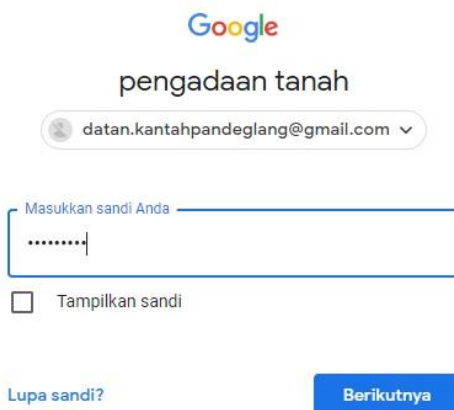 Google
pengadaan tanah
datan.kantahpandeglang@gmail.com
Masukkan sandi Anda
•••••••••
Tampilkan sandi
Lupa sandi?
Berikutnya